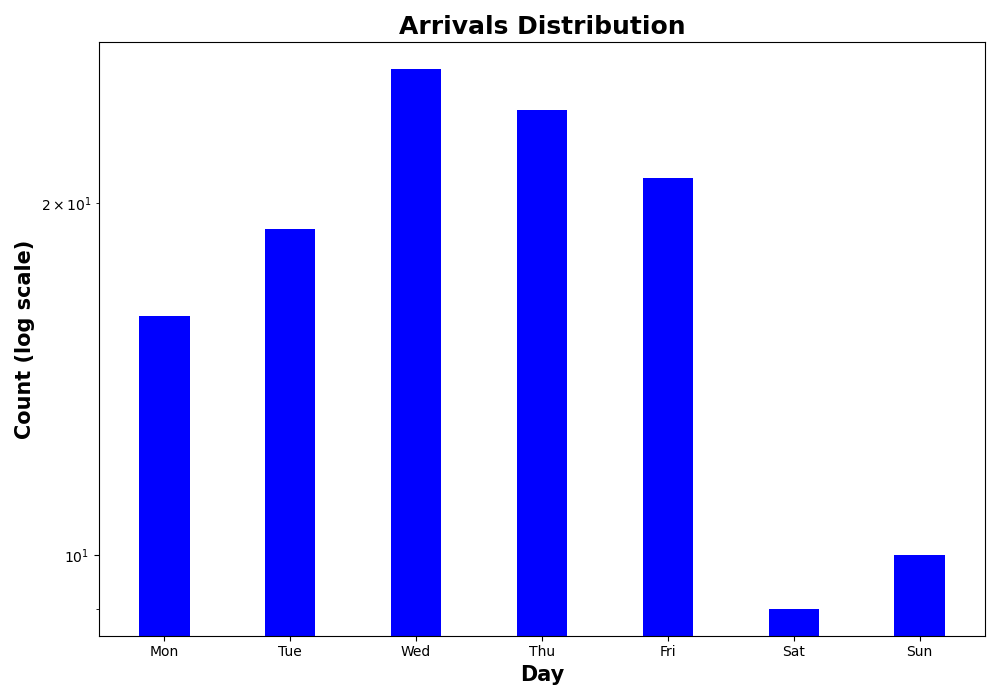 Arrivals Distribution
Count (log scale)
2 × 10¹
10¹
Mon Tue Wed Thu Fri Sat Sun
Day